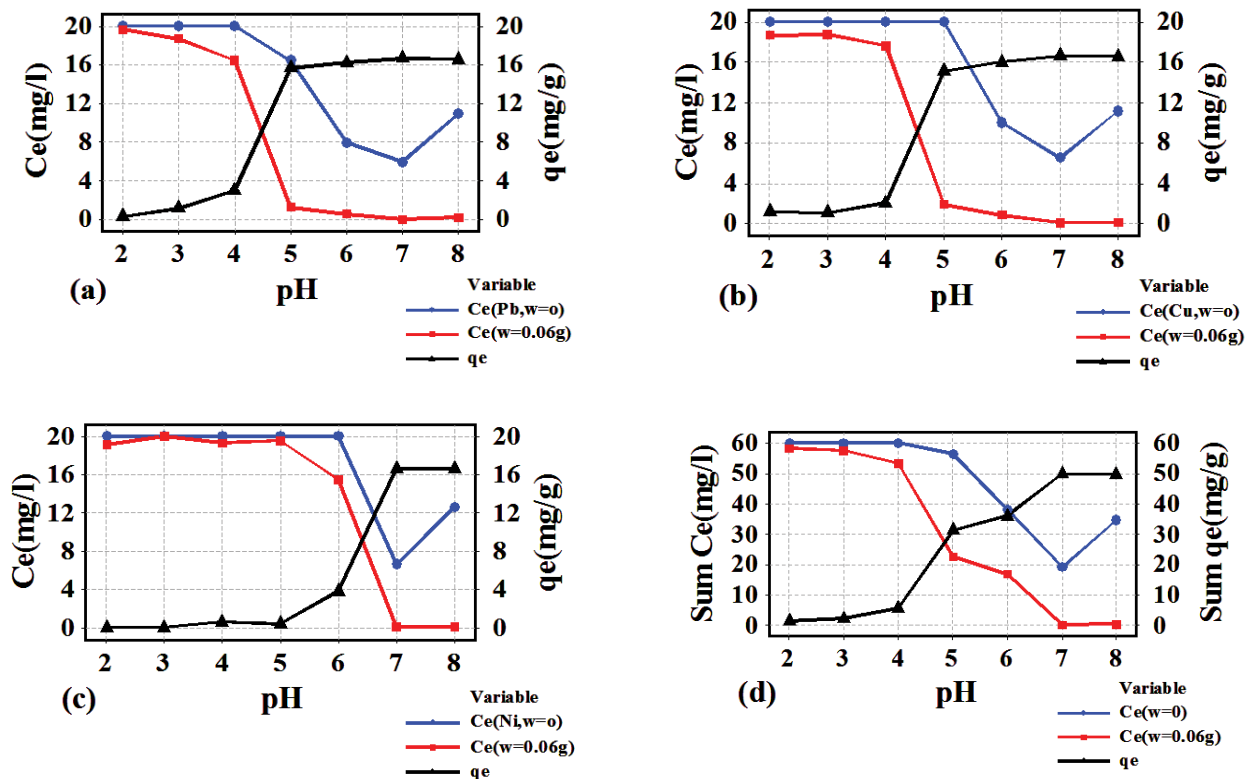 Ce(mg/l)
20
16
12
8
4
0
20
16
12
8
4
0
qe(mg/g)
2 3 4 5 6 7 8
(a)
pH
Variable
Ce(Pb,w=o)
Ce(w=0.06g)
qe
Ce(mg/l)
20
16
12
8
4
0
20
16
12
8
4
0
qe(mg/g)
2 3 4 5 6 7 8
(b)
pH
Variable
Ce(Cu,w=o)
Ce(w=0.06g)
qe
Ce(mg/l)
20
16
12
8
4
0
20
16
12
8
4
0
qe(mg/g)
2 3 4 5 6 7 8
(c)
pH
Variable
Ce(Ni,w=o)
Ce(w=0.06g)
qe
Sum Ce(mg/l)
60
50
40
30
20
10
0
60
50
40
30
20
10
0
Sum qe(mg/g)
2 3 4 5 6 7 8
pH
(d)
Variable
Ce(w=0)
Ce(w=0.06g)
qe